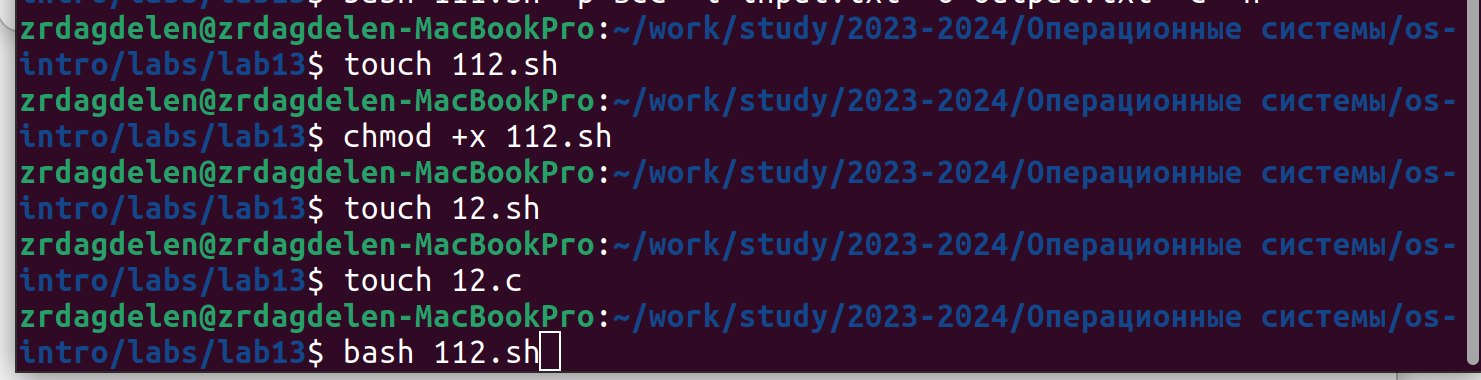 zrdagdelen@zrdagdelen-MacBookPro:~/work/study/2023-2024/Операционные системы/os-
intro/labs/lab13$ touch 112.sh
zrdagdelen@zrdagdelen-MacBookPro:~/work/study/2023-2024/Операционные системы/os-
intro/labs/lab13$ chmod +x 112.sh
zrdagdelen@zrdagdelen-MacBookPro:~/work/study/2023-2024/Операционные системы/os-
intro/labs/lab13$ touch 12.sh
zrdagdelen@zrdagdelen-MacBookPro:~/work/study/2023-2024/Операционные системы/os-
intro/labs/lab13$ touch 12.c
zrdagdelen@zrdagdelen-MacBookPro:~/work/study/2023-2024/Операционные системы/os-
intro/labs/lab13$ bash 112.sh